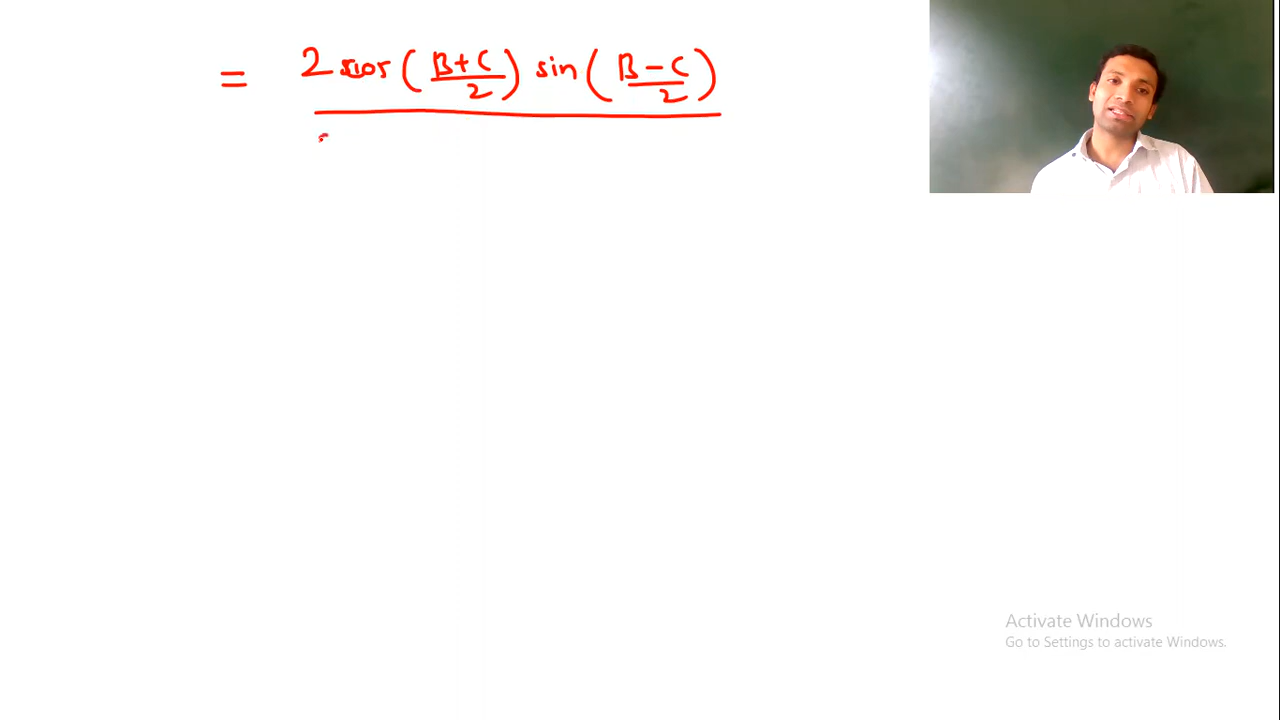 = 2 cos (B+C/2) sin (B-C/2)
Activate Windows
Go to Settings to activate Windows.